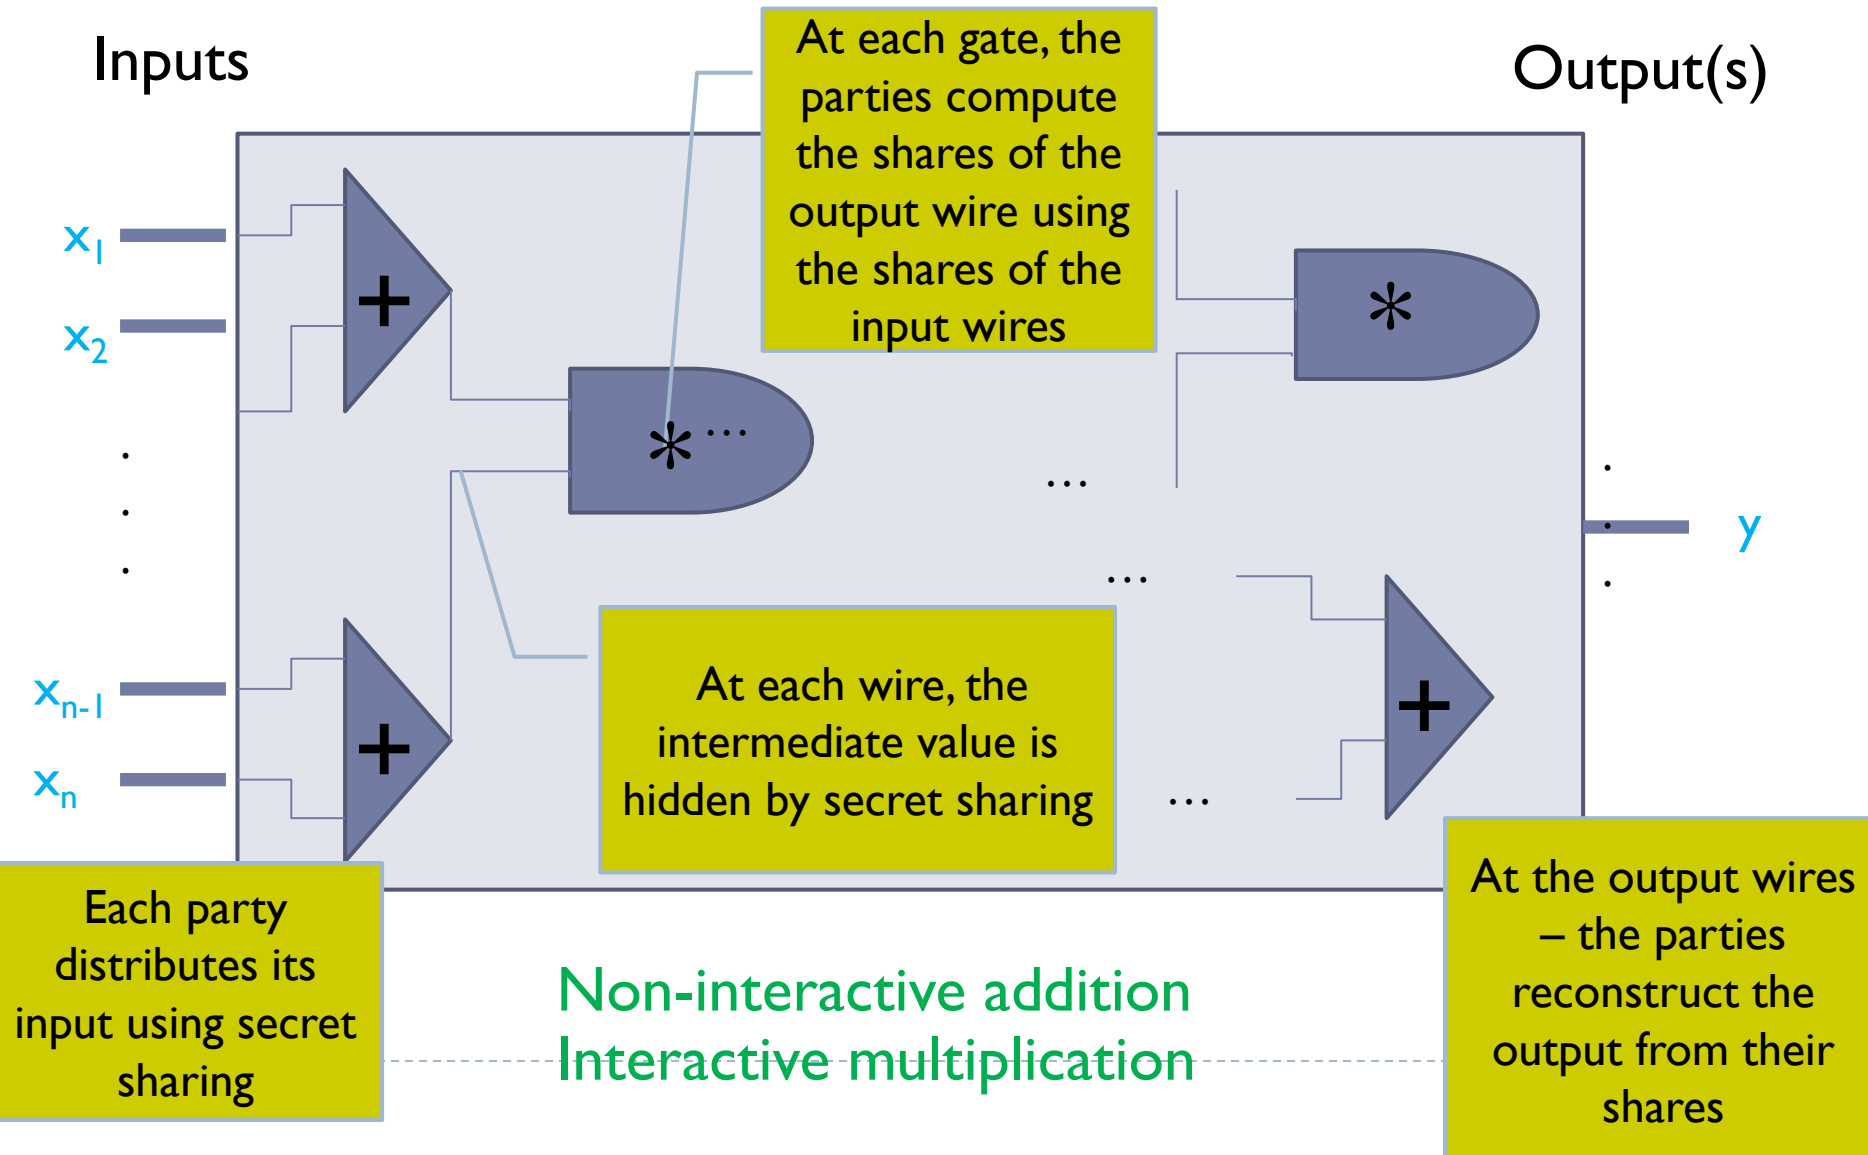 Inputs
Output(s)
At each gate, the
parties compute
the shares of the
output wire using
the shares of the
input wires
x1
x2
.
.
.
xn-1
xn
+
+
*
...
*
+
...
...
...
.
.
.
y
At each wire, the
intermediate value is
hidden by secret sharing
Each party
distributes its
input using secret
sharing
At the output wires
– the parties
reconstruct the
output from their
shares
Non-interactive addition
Interactive multiplication